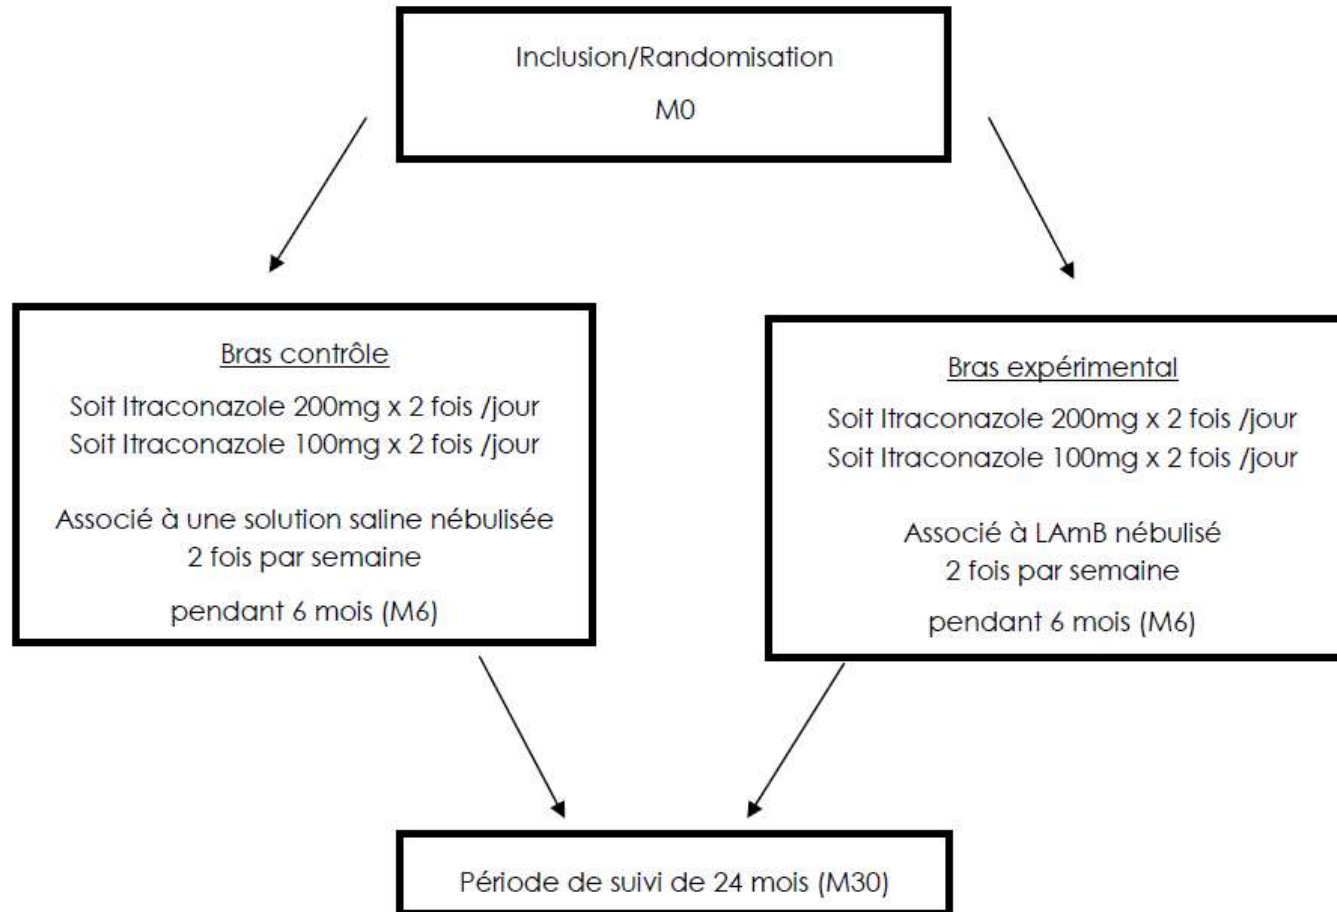 Inclusion/Randomisation
M0
Bras contrôle
Soit Itraconazole 200mg x 2 fois /jour
Soit Itraconazole 100mg x 2 fois /jour
Associé à une solution saline nébulisée
2 fois par semaine
pendant 6 mois (M6)
Bras expérimental
Soit Itraconazole 200mg x 2 fois /jour
Soit Itraconazole 100mg x 2 fois /jour
Associé à LAmB nébulisé
2 fois par semaine
pendant 6 mois (M6)
Période de suivi de 24 mois (M30)